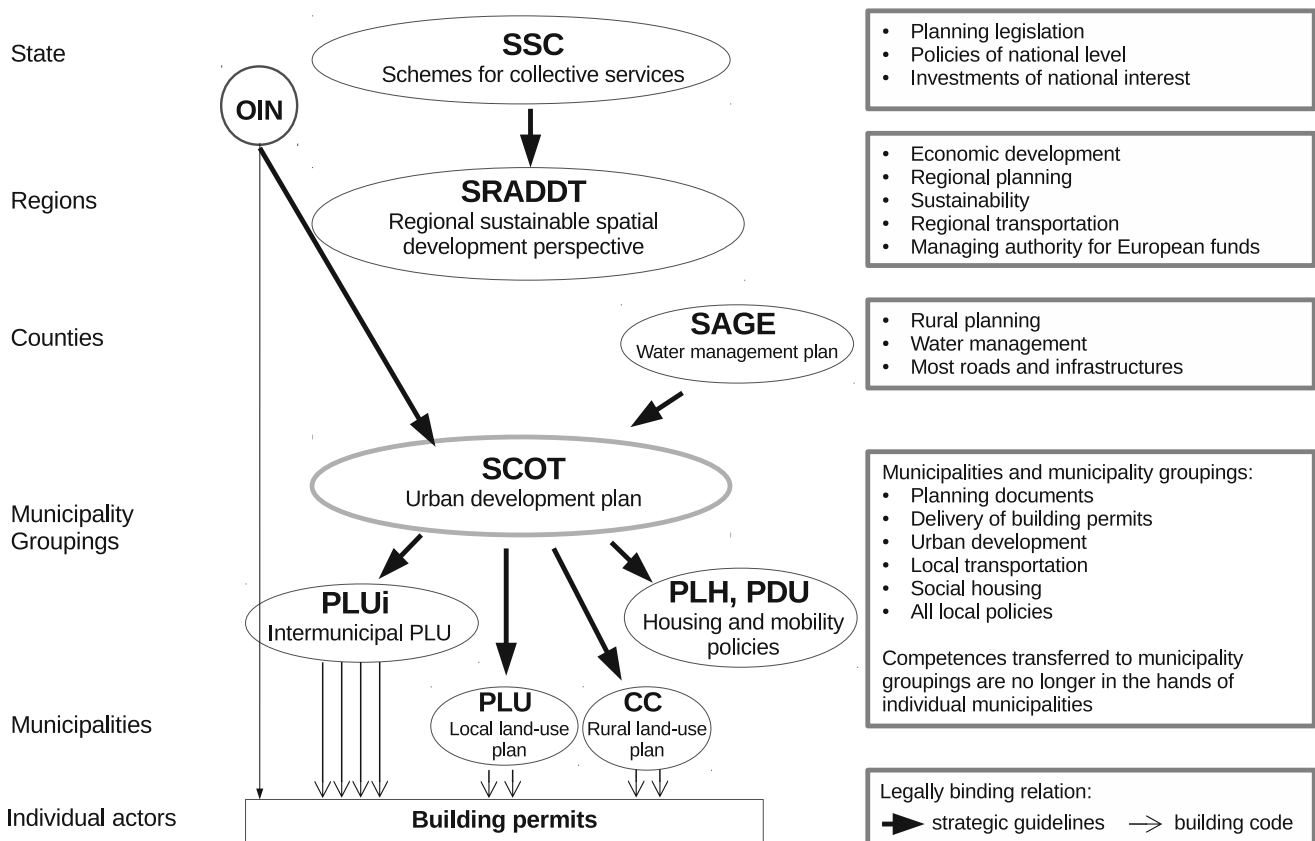 State
SSC
Schemes for collective services
• Planning legislation
• Policies of national level
• Investments of national interest
OIN
Regions
SRADDT
Regional sustainable spatial
development perspective
• Economic development
• Regional planning
• Sustainability
• Regional transportation
• Managing authority for European funds
Counties
SAGE
Water management plan
• Rural planning
• Water management
• Most roads and infrastructures
Municipality
Groupings
SCOT
Urban development plan
PLUi
Intermunicipal PLU
PLH, PDU
Housing and mobility
policies
Municipalities and municipality groupings:
• Planning documents
• Delivery of building permits
• Urban development
• Local transportation
• Social housing
• All local policies
Competences transferred to municipality
groupings are no longer in the hands of
individual municipalities
Municipalities
PLU
Local land-use
plan
CC
Rural land-use
plan
Individual actors
Building permits
Legally binding relation:
strategic guidelines
building code